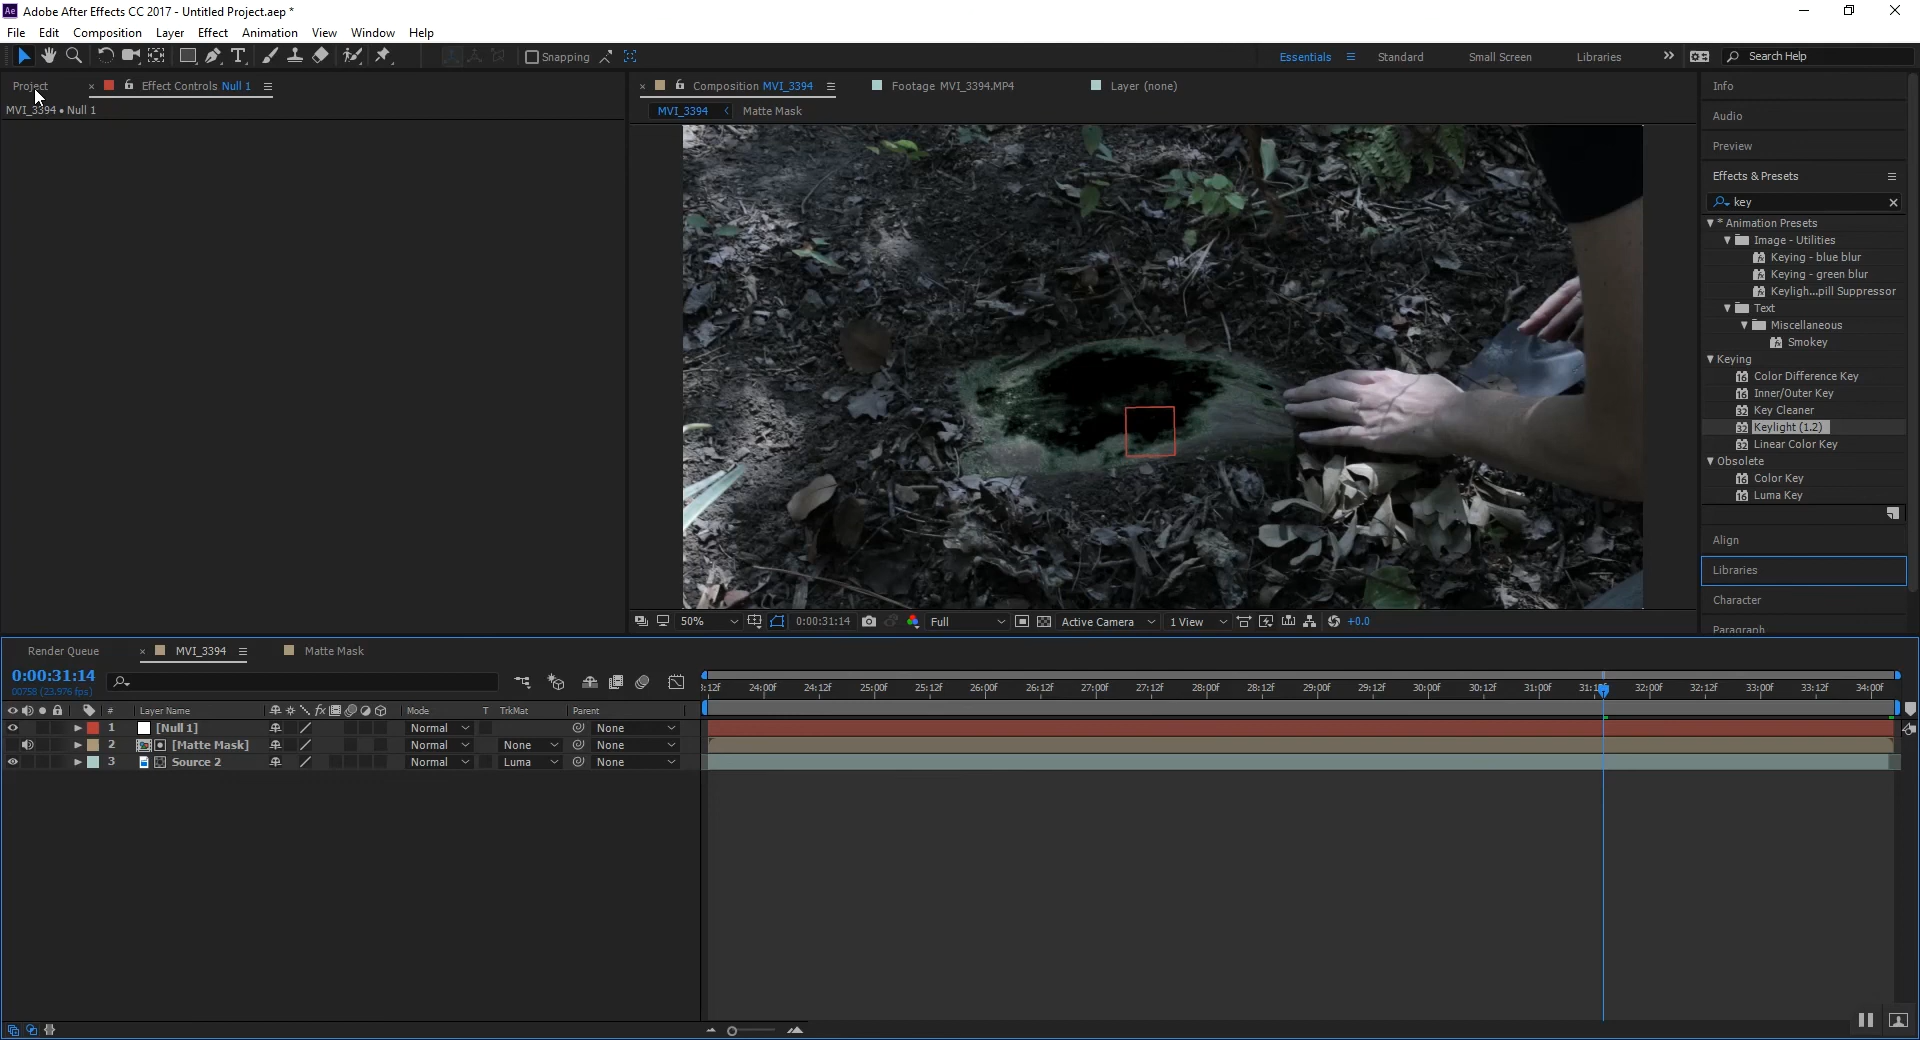 Adobe After Effects CC 2017 - Untitled Project.aep *
File Edit Composition Layer Effect Animation View Window Help
Snapping Essentials Standard Small Screen Libraries Search Help
Project Effect Controls Null 1
MVI_3394 • Null 1
Composition MVI_3394 Footage MVI_3394.MP4 Layer (none)
MVI_3394 Matte Mask
Info
Audio
Preview
Effects & Presets
key
* Animation Presets
Image - Utilities
Keying - blue blur
Keying - green blur
Keyligh...pill Suppressor
Text
Miscellaneous
Smokey
Keying
Color Difference Key
Inner/Outer Key
Key Cleaner
Keylight (1.2)
Linear Color Key
Obsolete
Color Key
Luma Key
Align
Libraries
Character
Paragraph
50% 0:00:31:14 Full Active Camera 1 View +0.0
Render Queue MVI_3394 Matte Mask
0:00:31:14
00758 (23.976 fps)
:12f 24:00f 24:12f 25:00f 25:12f 26:00f 26:12f 27:00f 27:12f 28:00f 28:12f 29:00f 29:12f 30:00f 30:12f 31:00f 32:00f 32:12f 33:00f 33:12f 34:00f
# Layer Name Mode T TrkMat Parent
1 [Null 1] Normal None
2 [Matte Mask] Normal None None
3 Source 2 Normal Luma None